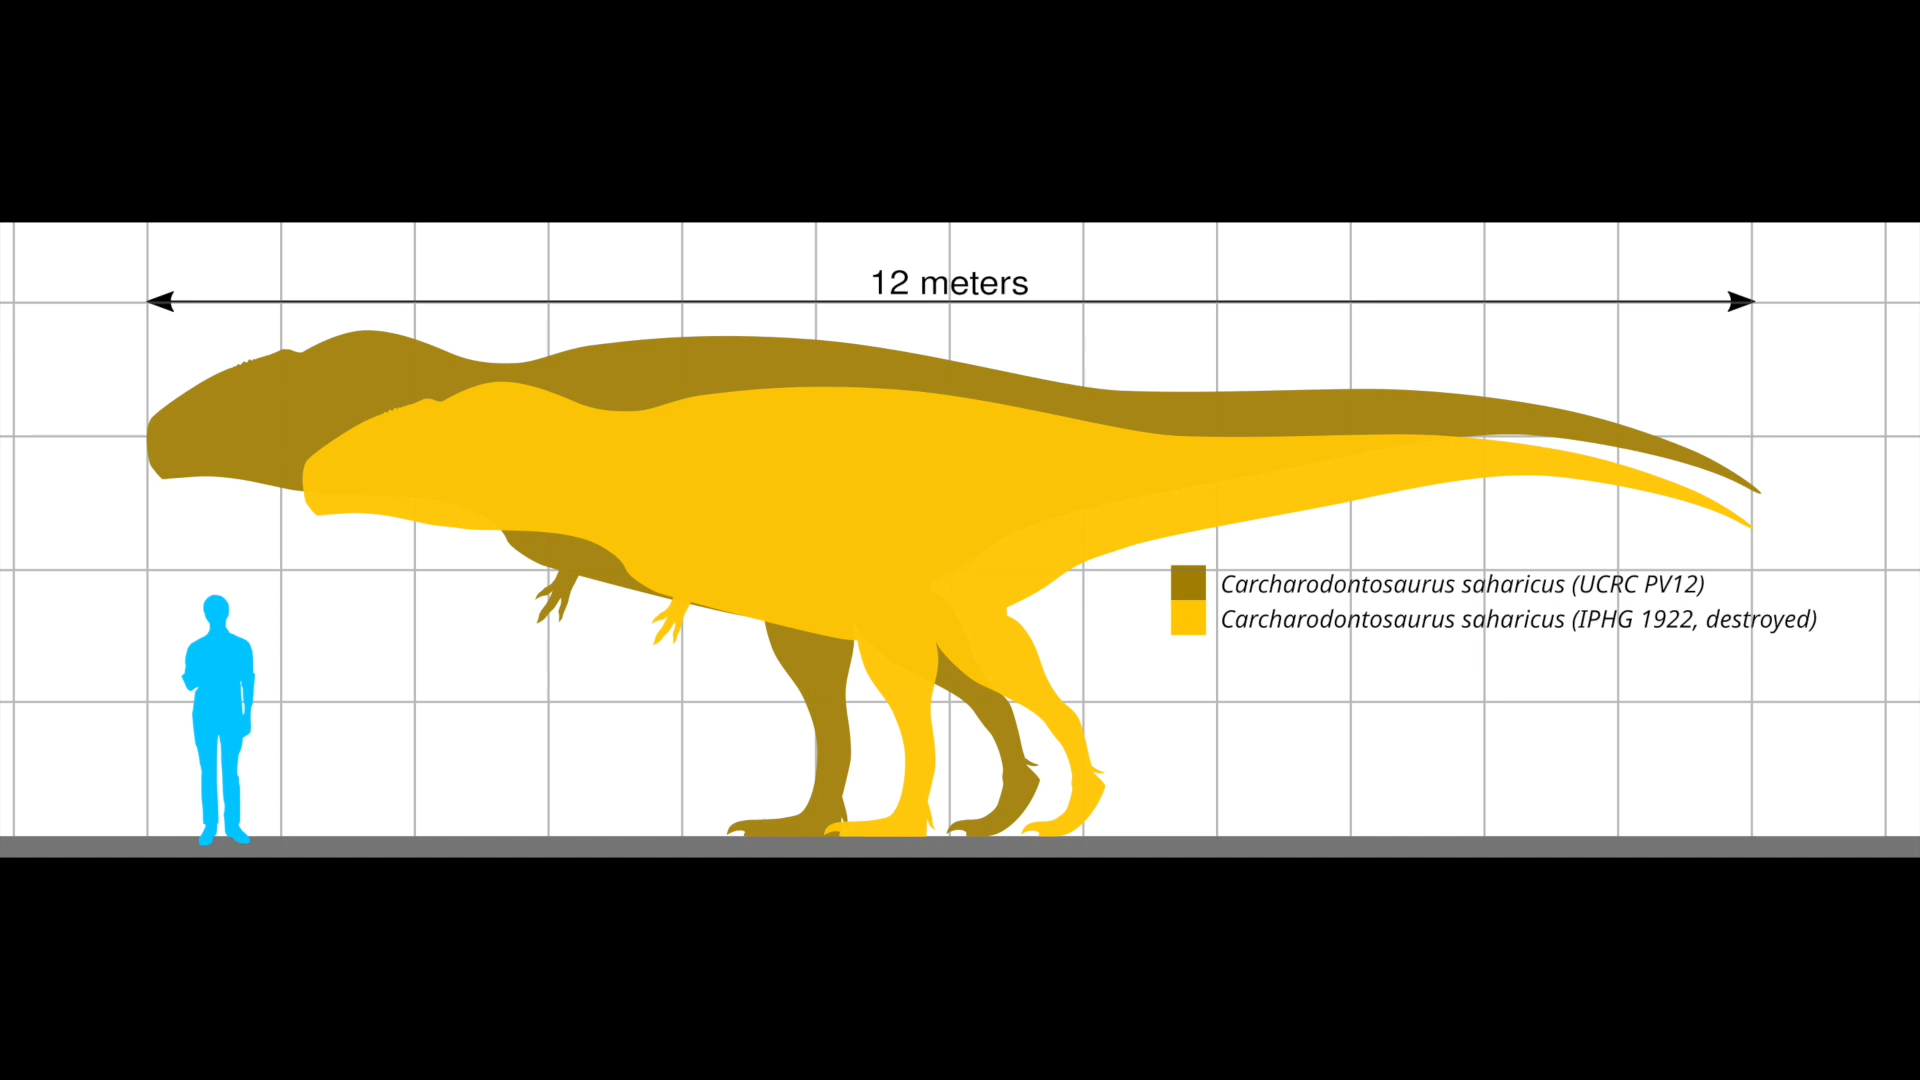 12 meters
Carcharodontosaurus saharicus (UCRC PV12)
Carcharodontosaurus saharicus (IPHG 1922, destroyed)